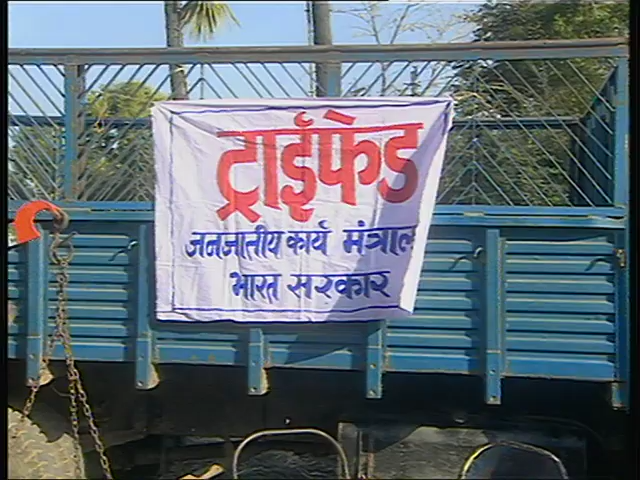 ट्राईफेड
जनजातीय कार्य मंत्राल
भारत सरकार